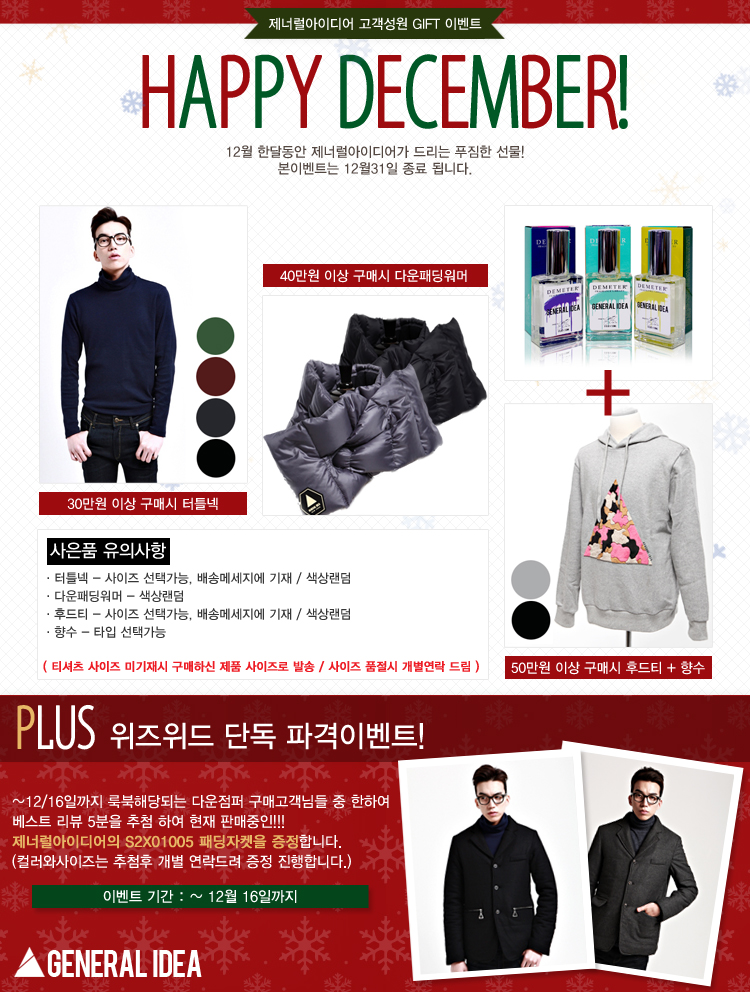 제너럴아이디어 고객성원 GIFT 이벤트
HAPPY DECEMBER!
12월 한달동안 제너럴아이디어가 드리는 푸짐한 선물!
본이벤트는 12월31일 종료 됩니다.
30만원 이상 구매시 터틀넥
40만원 이상 구매시 다운패딩워머
DEMETER
DEMETER
DEMETER
DEMETER
DEMETER
DEMETER
GENERAL IDEA
GENERAL IDEA
GENERAL IDEA
+
50만원 이상 구매시 후드티 + 향수
사은품 유의사항
· 터틀넥 – 사이즈 선택가능, 배송메세지에 기재 / 색상랜덤
· 다운패딩워머 – 색상랜덤
· 후드티 – 사이즈 선택가능, 배송메세지에 기재 / 색상랜덤
· 향수 – 타입 선택가능
( 티셔츠 사이즈 미기재시 구매하신 제품 사이즈로 발송 / 사이즈 품절시 개별연락 드림 )
PLUS 위즈위드 단독 파격이벤트!
~12/16일까지 룩북해당되는 다운점퍼 구매고객님들 중 한하여
베스트 리뷰 5분을 추첨 하여 현재 판매중인!!!
제너럴아이디어의 S2X01005 패딩자켓을 증정합니다.
(컬러와사이즈는 추첨후 개별 연락드려 증정 진행합니다.)
이벤트 기간 : ~ 12월 16일까지
GENERAL IDEA